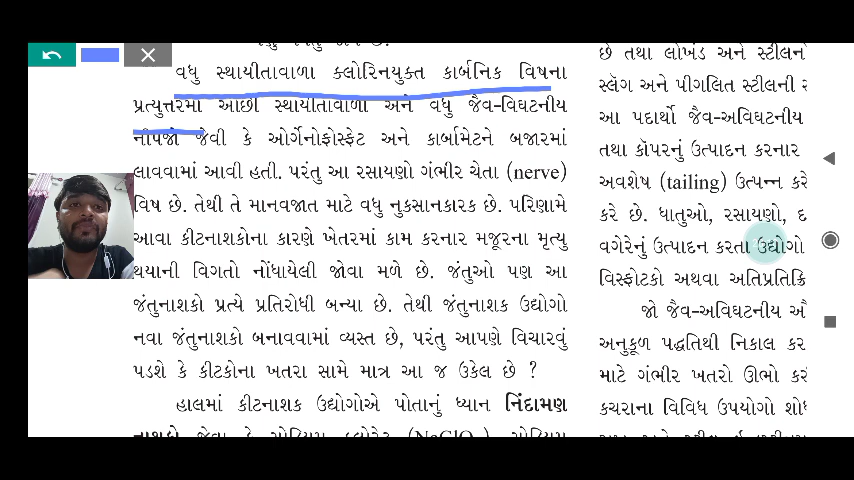 વધુ સ્થાયીતાવાળા ક્લોરિનયુક્ત કાર્બનિક વિષના
પ્રત્યુત્તરમાં ઓછી સ્થાયીતાવાળા અને વધુ જૈવ-વિઘટનીય
નીપજો જેવી કે ઓર્ગેનોફોસ્ફેટ અને કાર્બામેટને બજારમાં
લાવવામાં આવી હતી. પરંતુ આ રસાયણો ગંભીર ચેતા (nerve)
વિષ છે. તેથી તે માનવજાત માટે વધુ નુકસાનકારક છે. પરિણામે
આવા કીટનાશકોના કારણે ખેતરમાં કામ કરનાર મજૂરના મૃત્યુ
થયાની વિગતો નોંધાયેલી જોવા મળે છે. જંતુઓ પણ આ
જંતુનાશકો પ્રત્યે પ્રતિરોધી બન્યા છે. તેથી જંતુનાશક ઉદ્યોગો
નવા જંતુનાશકો બનાવવામાં વ્યસ્ત છે, પરંતુ આપણે વિચારવું
પડશે કે કીટકોના ખતરા સામે માત્ર આ જ ઉકેલ છે ?
હાલમાં કીટનાશક ઉદ્યોગોએ પોતાનું ધ્યાન નિંદામણ
છે તથા લોખંડ અને સ્ટીલન
સ્લૅગ અને પીગલિત સ્ટીલની
આ પદાર્થો જૈવ-અવિઘટનીય
તથા કૉપરનું ઉત્પાદન કરનાર
અવશેષ (tailing) ઉત્પન્ન કરે
કરે છે. ધાતુઓ, રસાયણો,
વગેરેનું ઉત્પાદન કરતા ઉદ્યોગો
વિસ્ફોટકો અથવા અતિપ્રતિક્રિ
જો જૈવ-અવિઘટનીય
અનુકૂળ પદ્ધતિથી નિકાલ કર
માટે ગંભીર ખતરો ઊભો કરે
કચરાના વિવિધ ઉપયોગો શોધ